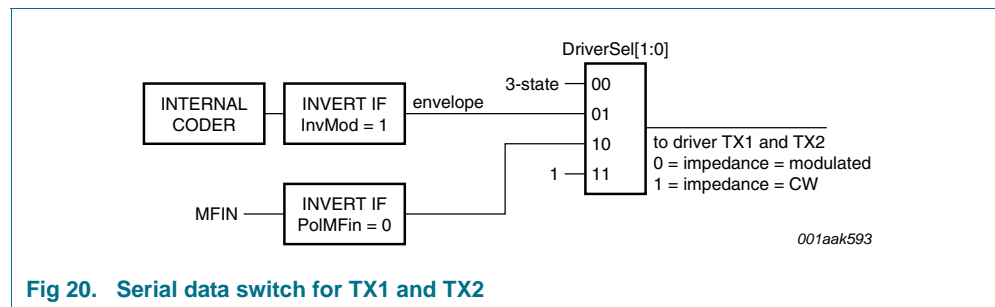 DriverSel[1:0]
3-state
00
INTERNAL
CODER
INVERT IF
InvMod = 1
envelope
01
10
1
11
to driver TX1 and TX2
0 = impedance = modulated
1 = impedance = CW
MFIN
INVERT IF
PolMFin = 0
001aak593
Fig 20. Serial data switch for TX1 and TX2